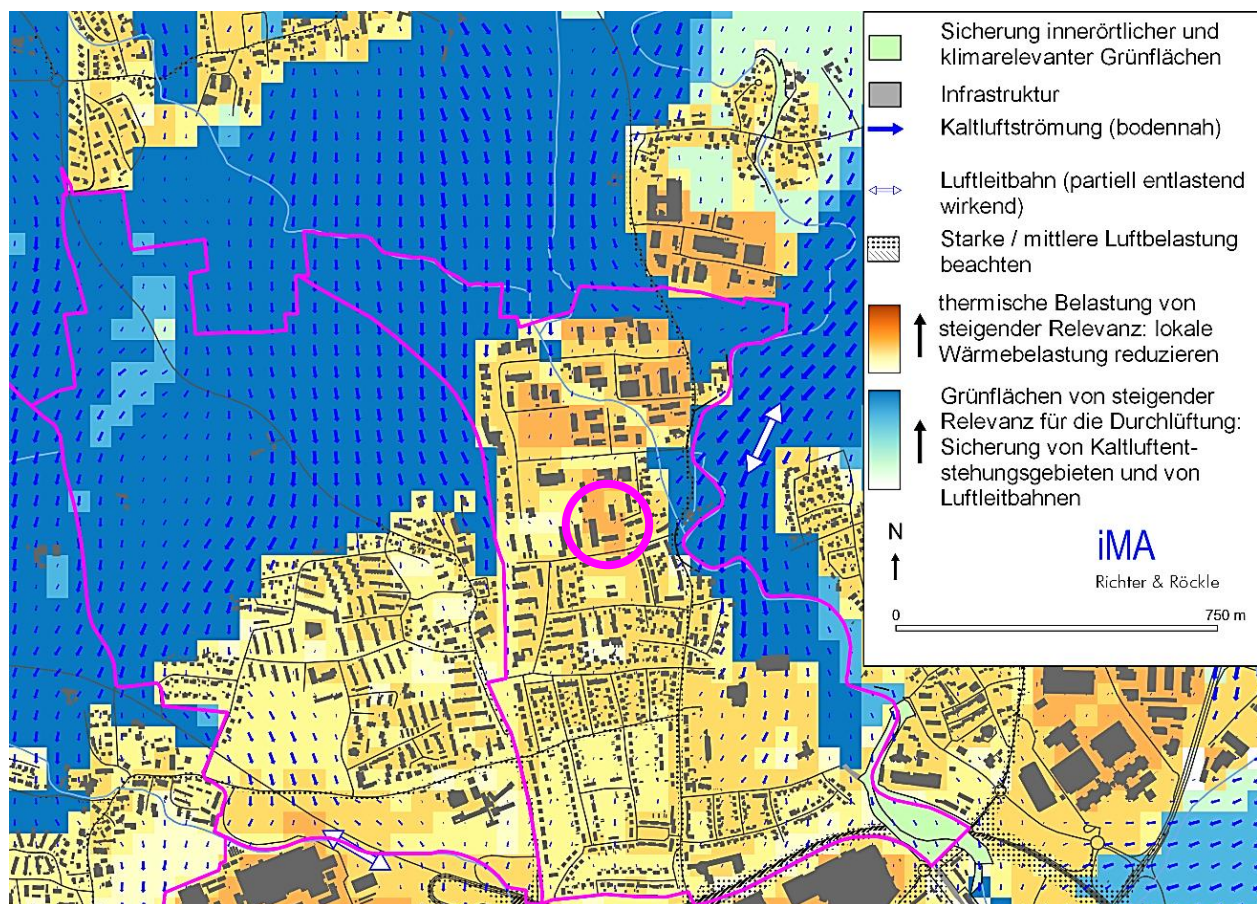 Sicherung innerörtlicher und
klimarelevanter Grünflächen
Infrastruktur
Kaltluftströmung (bodennah)
Luftleitbahn (partiell entlastend
wirkend)
Starke / mittlere Luftbelastung
beachten
thermische Belastung von
steigender Relevanz: lokale
Wärmebelastung reduzieren
Grünflächen von steigender
Relevanz für die Durchlüftung:
Sicherung von Kaltluftent-
stehungsgebieten und von
Luftleitbahnen
N
iMA
Richter & Röckle
0
750 m